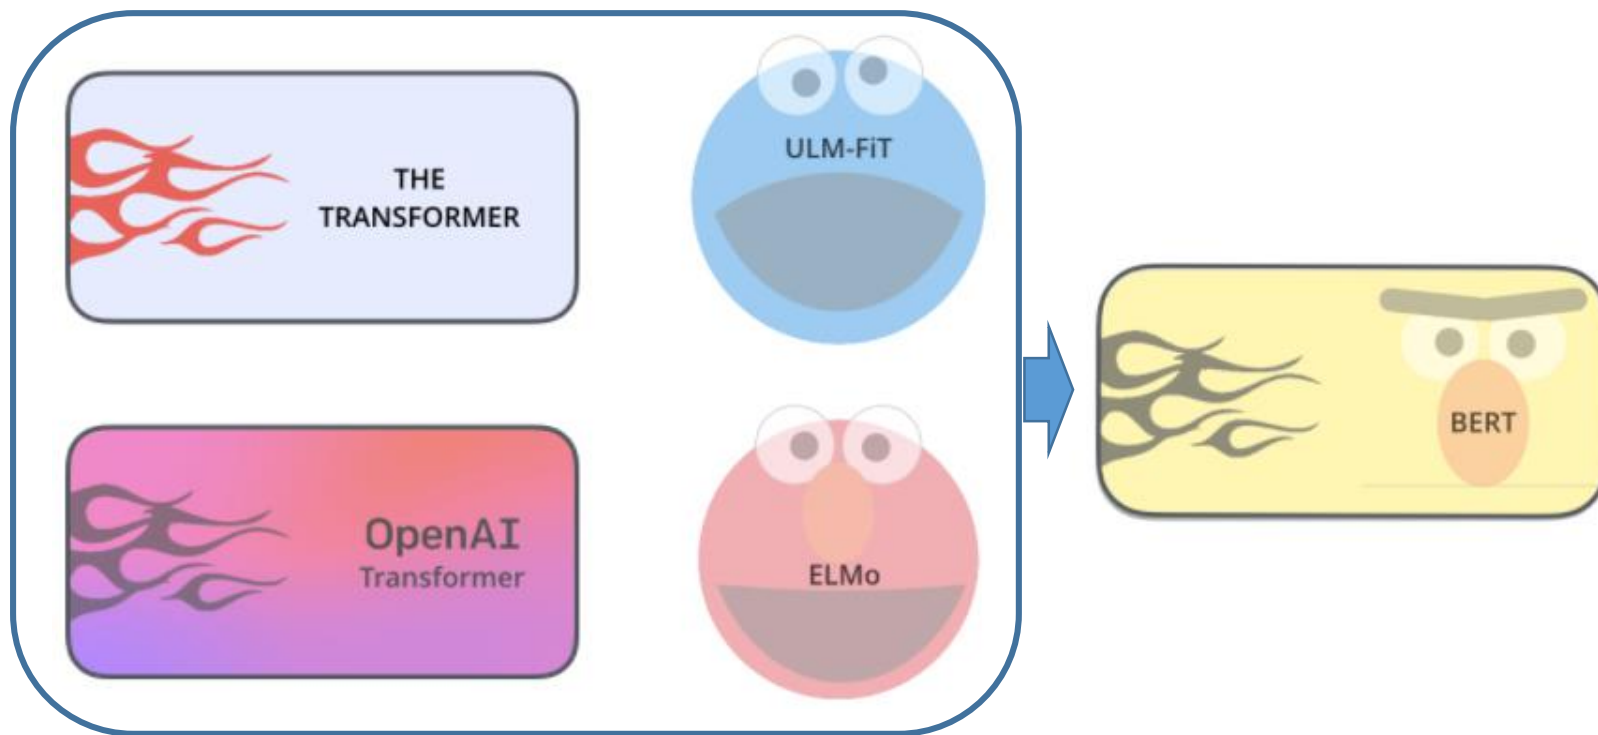 THE
TRANSFORMER
ULM-FiT
OpenAI
Transformer
ELMo
BERT